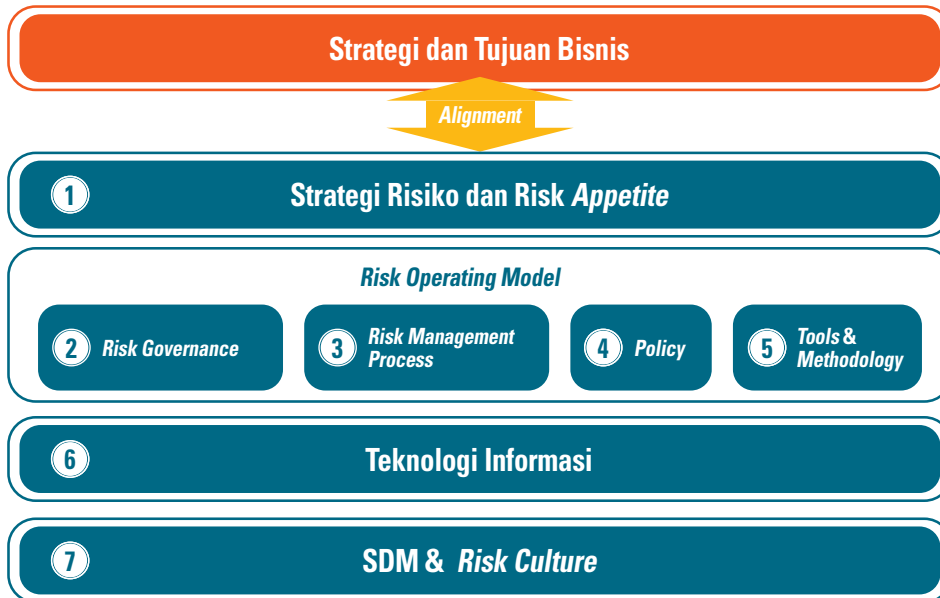 Strategi dan Tujuan Bisnis
Alignment
1 Strategi Risiko dan Risk Appetite
Risk Operating Model
2 Risk Governance
3 Risk Management
Process
4 Policy
5 Tools &
Methodology
6 Teknologi Informasi
7 SDM & Risk Culture